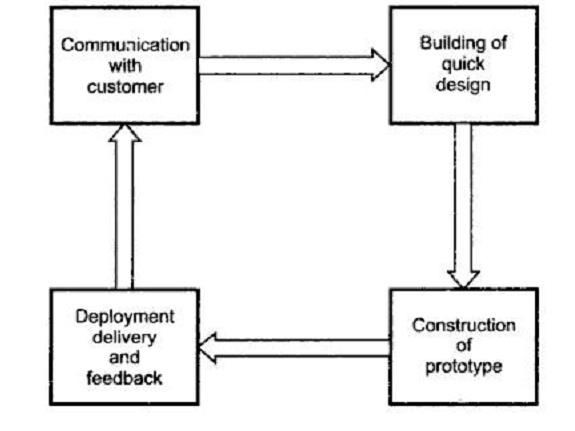 Communication
with
customer
Building of
quick
design
Deployment
delivery
and
feedback
Construction
of
prototype